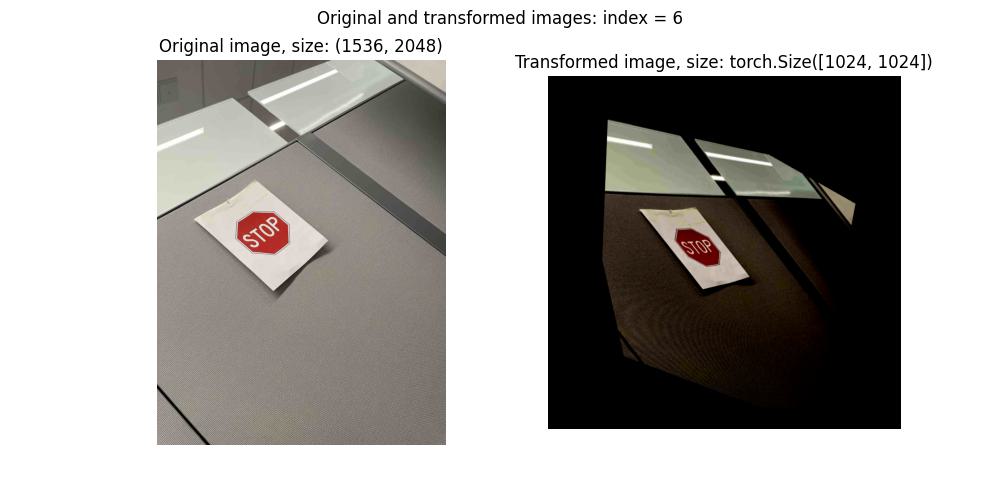 Original and transformed images: index = 6
Original image, size: (1536, 2048)
Transformed image, size: torch.Size([1024, 1024])
STOP
STOP